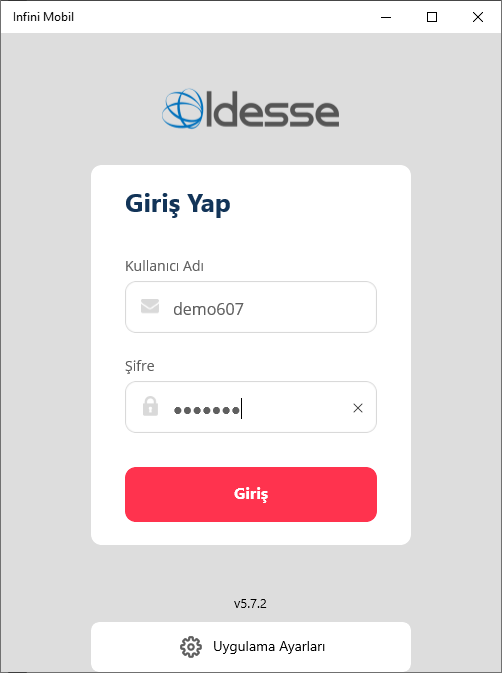 Infini Mobil
Idesse
Giriş Yap
Kullanıcı Adı
demo607
Şifre
•••••••
Giriş
v5.7.2
Uygulama Ayarları